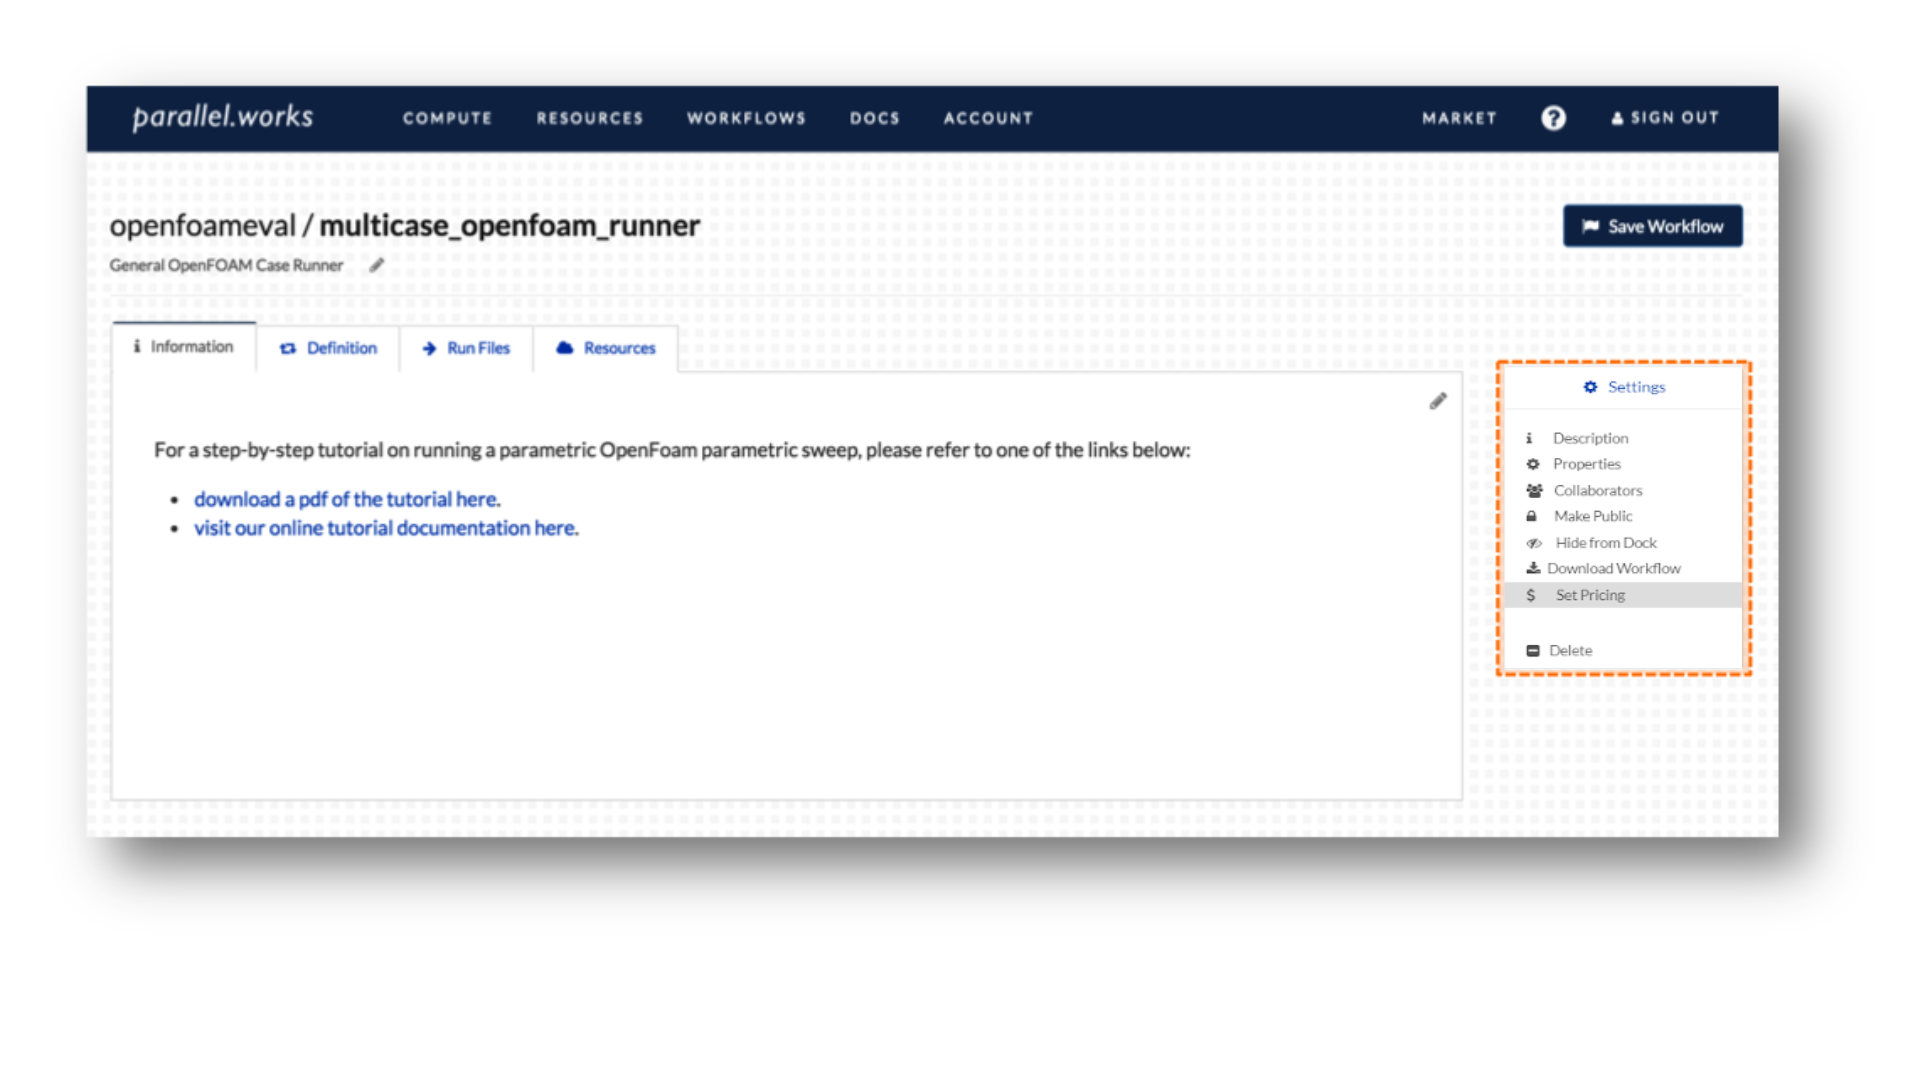 parallel.works COMPUTE RESOURCES WORKFLOWS DOCS ACCOUNT MARKET ? SIGN OUT
openfoameval / multicase_openfoam_runner
Save Workflow
General OpenFOAM Case Runner
Information Definition Run Files Resources
For a step-by-step tutorial on running a parametric OpenFoam parametric sweep, please refer to one of the links below:
• download a pdf of the tutorial here.
• visit our online tutorial documentation here.
Settings
Description
Properties
Collaborators
Make Public
Hide from Dock
Download Workflow
$ Set Pricing
Delete